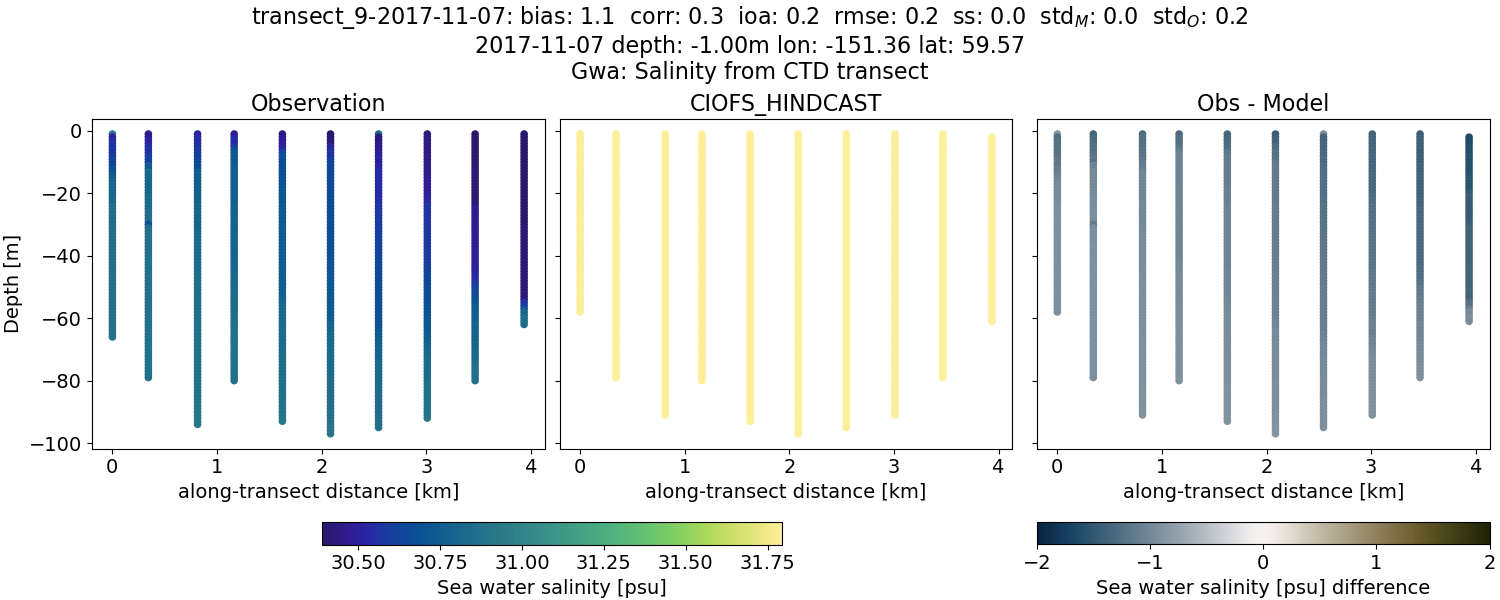 transect_9-2017-11-07: bias: 1.1  corr: 0.3  ioa: 0.2  rmse: 0.2  ss: 0.0  std_M: 0.0  std_O: 0.2
2017-11-07 depth: -1.00m lon: -151.36 lat: 59.57
Gwa: Salinity from CTD transect
Observation
CIOFS_HINDCAST
Obs - Model
Depth [m]
0
−20
−40
−60
−80
−100
0 1 2 3 4
along-transect distance [km]
0 1 2 3 4
along-transect distance [km]
0 1 2 3 4
along-transect distance [km]
30.50 30.75 31.00 31.25 31.50 31.75
Sea water salinity [psu]
−2 −1 0 1 2
Sea water salinity [psu] difference